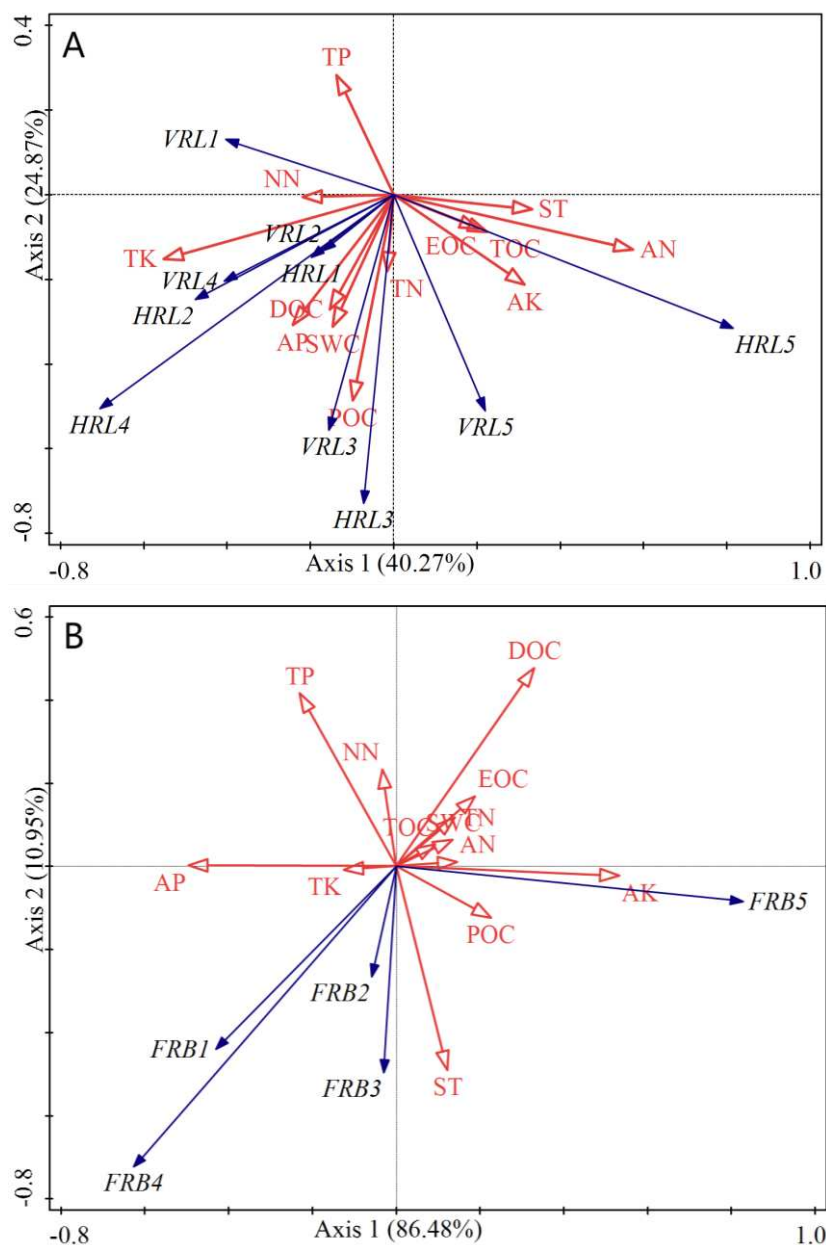 A
0.4
TP
VRL1
NN
ST
VRL2
EOC
TOC
AN
TK
VRL4
HRL1
TN
AK
HRL2
DOC
AP
SWC
HRL5
HRL4
POC
VRL3
VRL5
HRL3
Axis 2 (24.87%)
-0.8
-0.8
Axis 1 (40.27%)
1.0
B
0.6
DOC
TP
NN
EOC
TOC
SWC
TN
AN
AP
TK
AK
FRB5
POC
FRB2
FRB1
FRB3
ST
FRB4
Axis 2 (10.95%)
-0.8
-0.8
Axis 1 (86.48%)
1.0